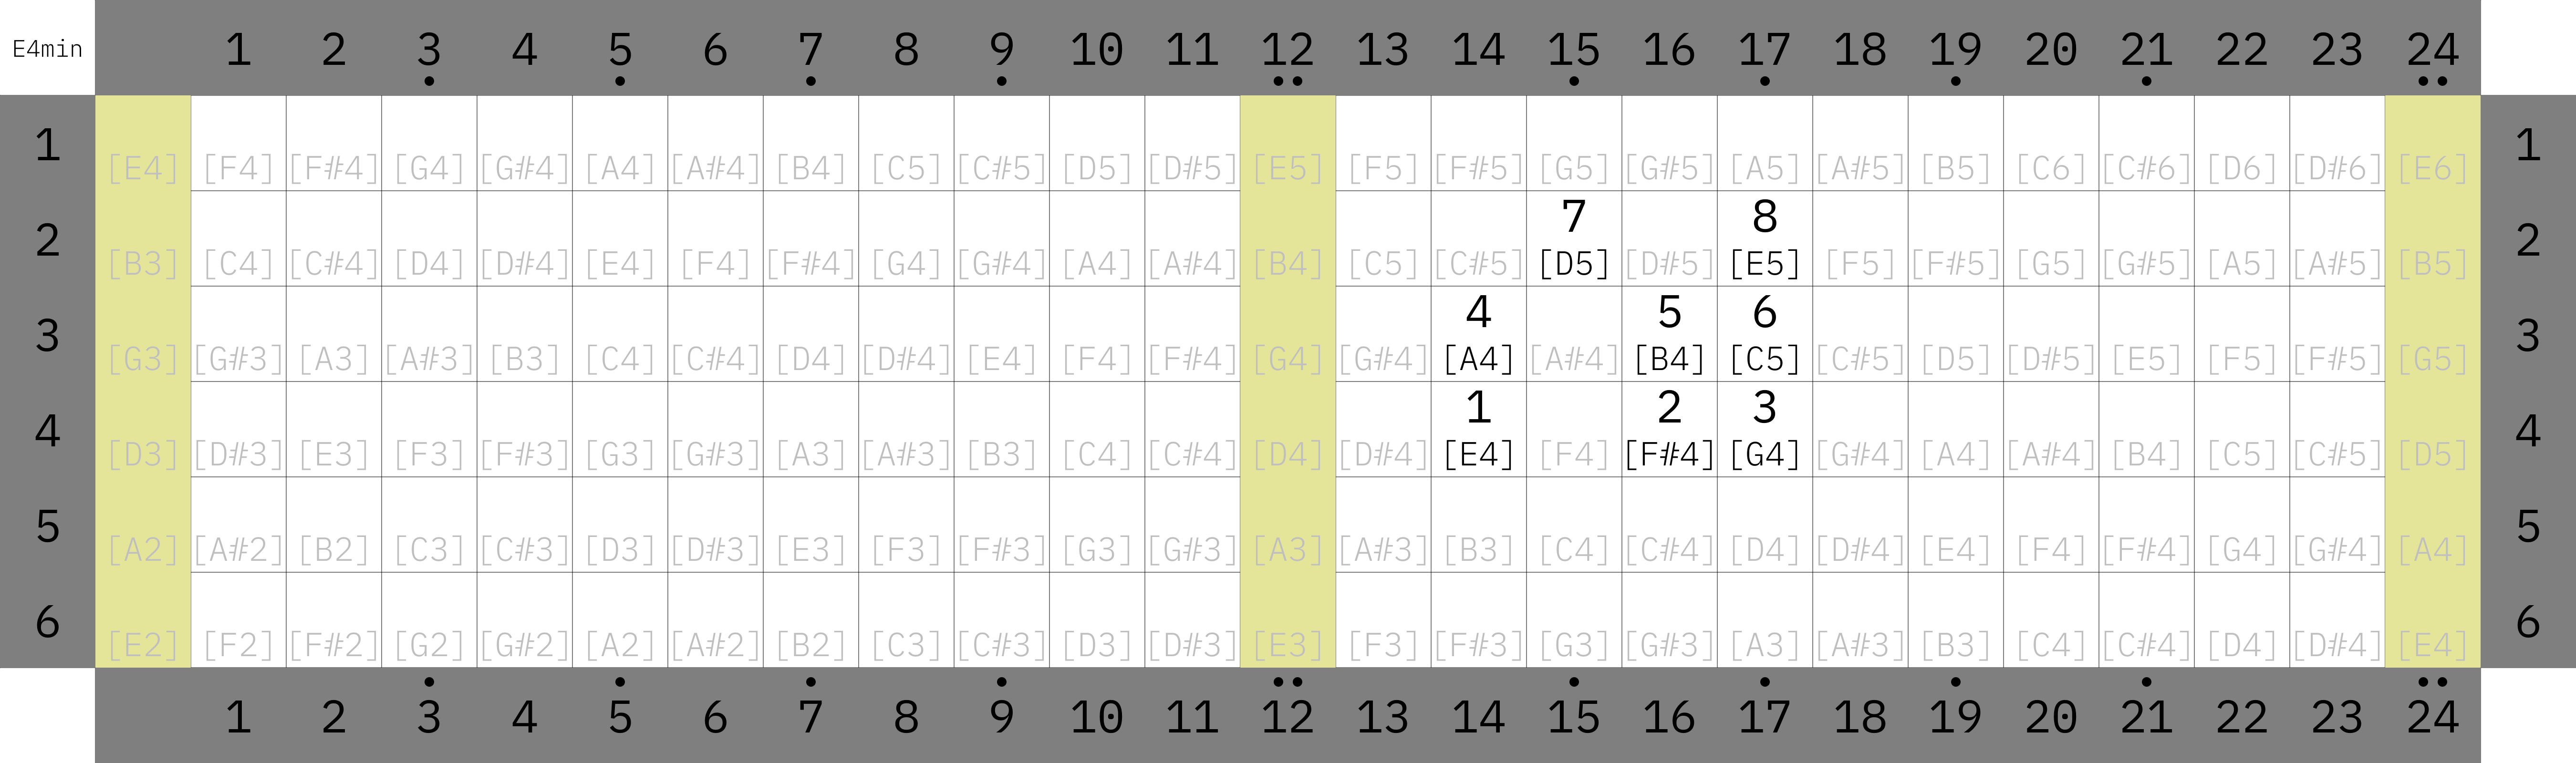 E4min 1 2 3 4 5 6 7 8 9 10 11 12 13 14 15 16 17 18 19 20 21 22 23 24
1 [E4] [F4] [F#4] [G4] [G#4] [A4] [A#4] [B4] [C5] [C#5] [D5] [D#5] [E5] [F5] [F#5] [G5] [G#5] [A5] [A#5] [B5] [C6] [C#6] [D6] [D#6] [E6] 1
7 8
2 [B3] [C4] [C#4] [D4] [D#4] [E4] [F4] [F#4] [G4] [G#4] [A4] [A#4] [B4] [C5] [C#5] [D5] [D#5] [E5] [F5] [F#5] [G5] [G#5] [A5] [A#5] [B5] 2
4 5 6
3 [G3] [G#3] [A3] [A#3] [B3] [C4] [C#4] [D4] [D#4] [E4] [F4] [F#4] [G4] [G#4] [A4] [A#4] [B4] [C5] [C#5] [D5] [D#5] [E5] [F5] [F#5] [G5] 3
1 2 3
4 [D3] [D#3] [E3] [F3] [F#3] [G3] [G#3] [A3] [A#3] [B3] [C4] [C#4] [D4] [D#4] [E4] [F4] [F#4] [G4] [G#4] [A4] [A#4] [B4] [C5] [C#5] [D5] 4
5 [A2] [A#2] [B2] [C3] [C#3] [D3] [D#3] [E3] [F3] [F#3] [G3] [G#3] [A3] [A#3] [B3] [C4] [C#4] [D4] [D#4] [E4] [F4] [F#4] [G4] [G#4] [A4] 5
6 [E2] [F2] [F#2] [G2] [G#2] [A2] [A#2] [B2] [C3] [C#3] [D3] [D#3] [E3] [F3] [F#3] [G3] [G#3] [A3] [A#3] [B3] [C4] [C#4] [D4] [D#4] [E4] 6
1 2 3 4 5 6 7 8 9 10 11 12 13 14 15 16 17 18 19 20 21 22 23 24